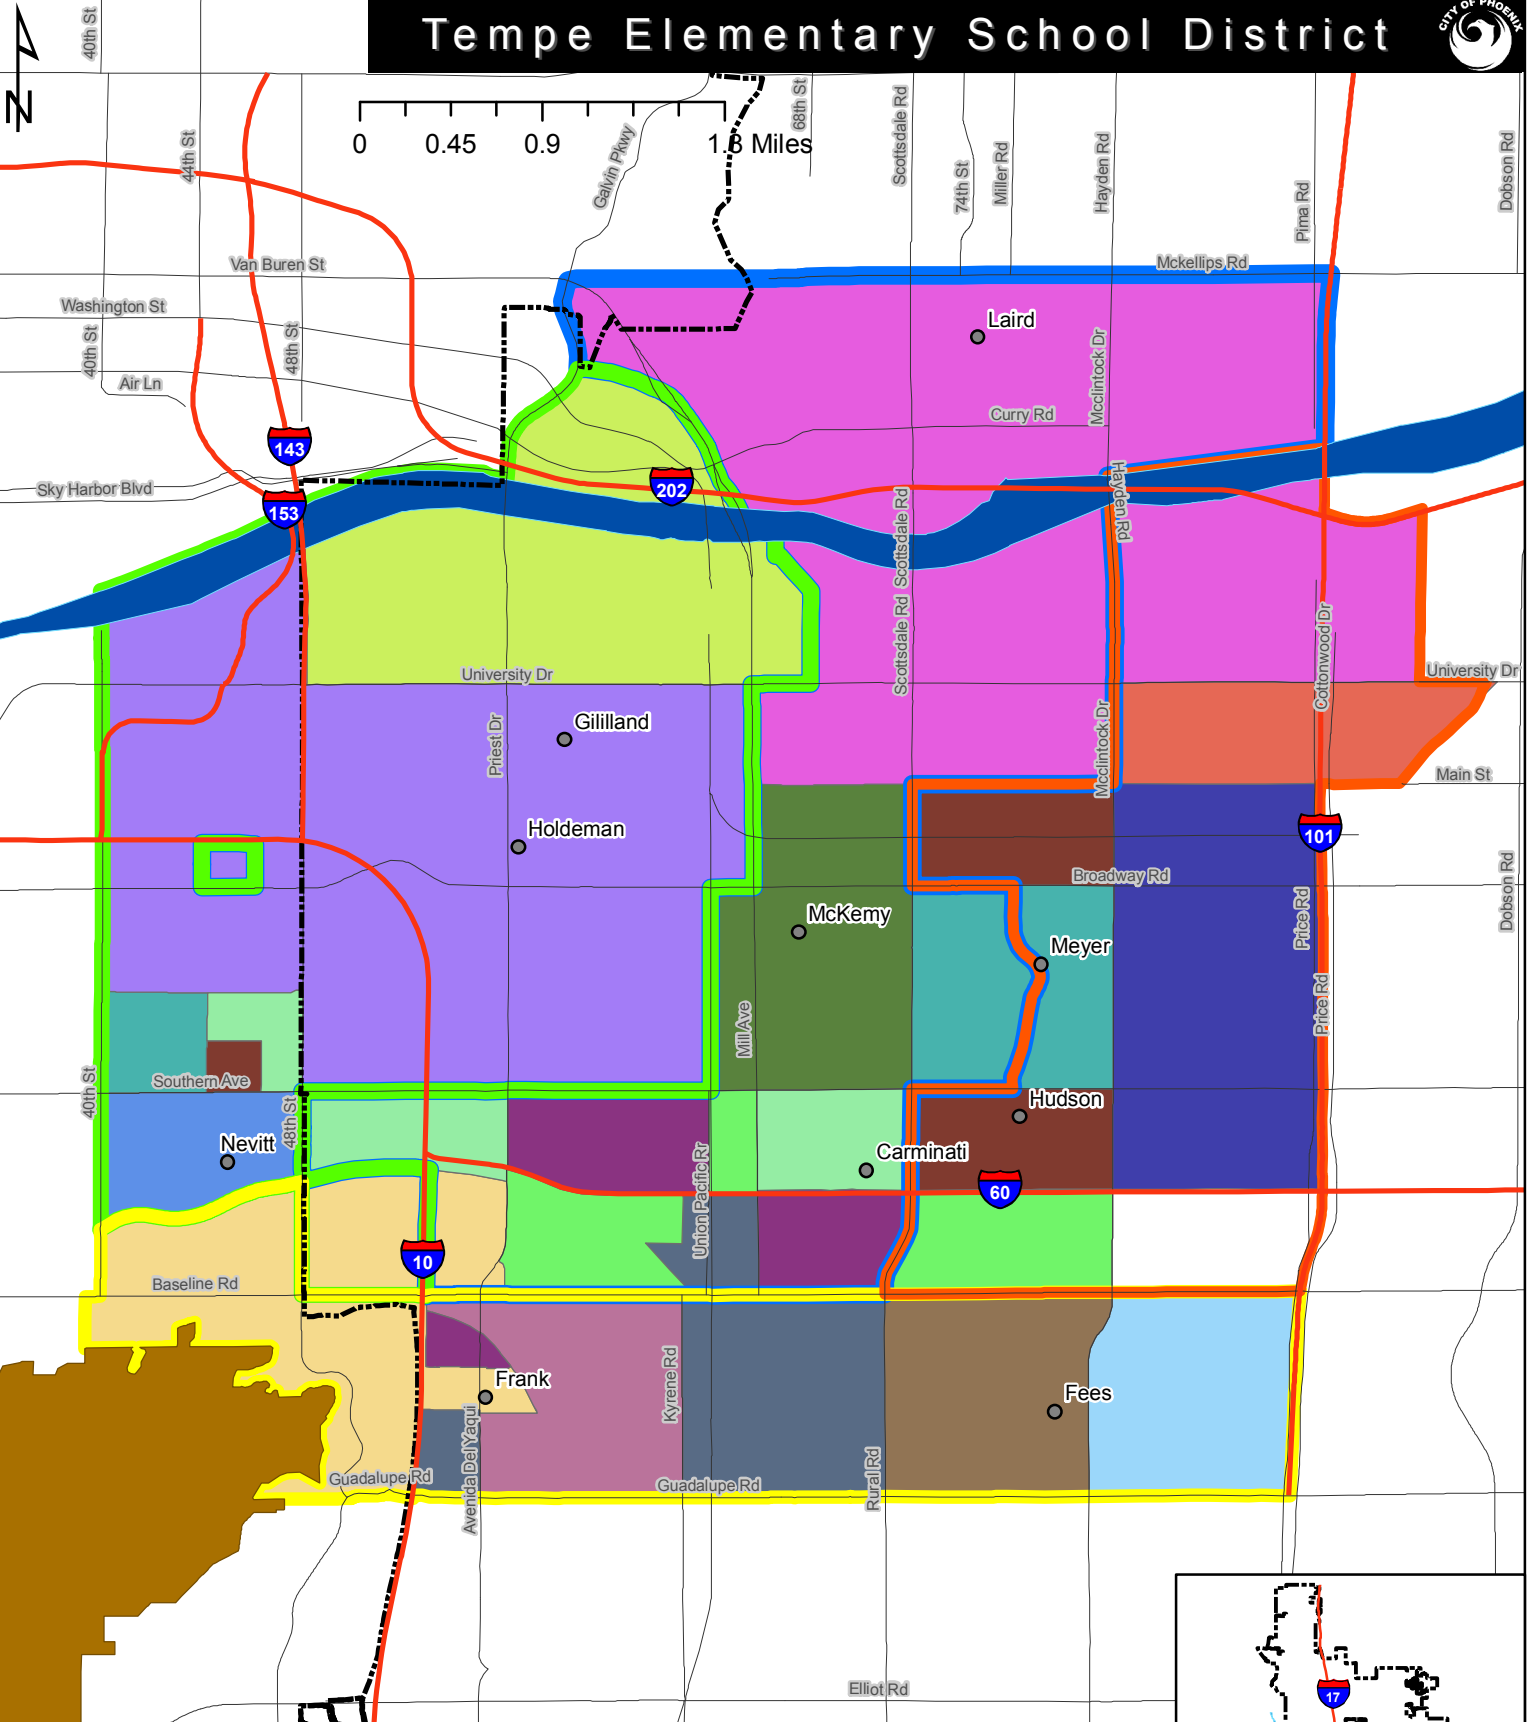 Tempe Elementary School District
CITY OF PHOENIX
N
40th St
44th St
0
0.45
0.9
1.8 Miles
Galvin Pkwy
68th St
Scottsdale Rd
74th St
Miller Rd
Hayden Rd
Pima Rd
Dobson Rd
Van Buren St
Mckellips Rd
Washington St
40th St
48th St
Laird
Mcclintock Dr
Air Ln
Curry Rd
143
Sky Harbor Blvd
153
202
Scottsdale Rd
Hayden Rd
Scottsdale Rd
Cottonwood Dr
University Dr
University Dr
Gililland
Priest Dr
Mcclintock Dr
Main St
Holdeman
101
Broadway Rd
McKemy
Price Rd
Dobson Rd
Meyer
Mill Ave
Price Rd
40th St
Southern Ave
48th St
Hudson
Nevitt
Union Pacific Rr
Carminati
60
10
Baseline Rd
Frank
Kyrene Rd
Fees
Avenida Del Yaqui
Guadalupe Rd
Guadalupe Rd
Rural Rd
Elliot Rd
17